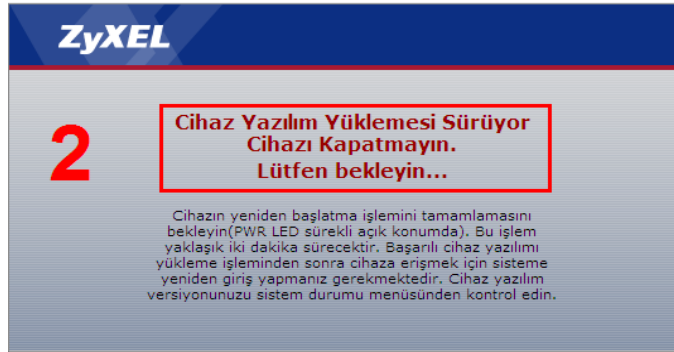 ZyXEL
2
Cihaz Yazılım Yüklemesi Sürüyor
Cihazı Kapatmayın.
Lütfen bekleyin...
Cihazın yeniden başlatma işlemini tamamlamasını
bekleyin(PWR LED sürekli açık konumda). Bu işlem
yaklaşık iki dakika sürecektir. Başarılı cihaz yazılımı
yükleme işleminden sonra cihaza erişmek için sisteme
yeniden giriş yapmanız gerekmektedir. Cihaz yazılım
versiyonunuzu sistem durumu menüsünden kontrol edin.